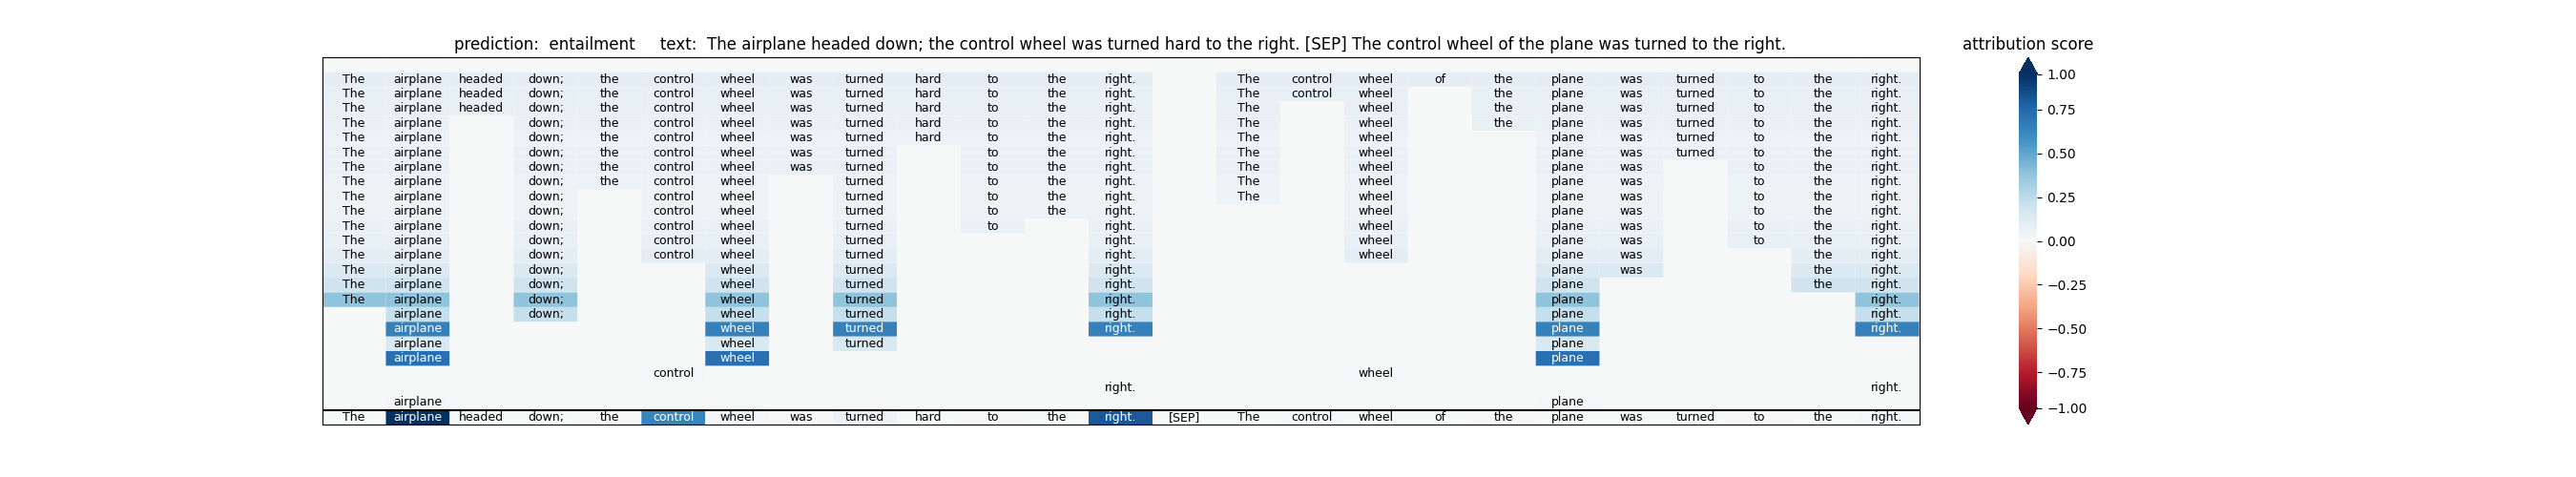 prediction: entailment text: The airplane headed down; the control wheel was turned hard to the right. [SEP] The control wheel of the plane was turned to the right. attribution score
The airplane headed down; the control wheel was turned hard to the right. The control wheel of the plane was turned to the right. 1.00
The airplane headed down; the control wheel was turned hard to the right. The control wheel the plane was turned to the right.
The airplane headed down; the control wheel was turned hard to the right. The wheel the plane was turned to the right. 0.75
The airplane down; the control wheel was turned hard to the right. The wheel the plane was turned to the right.
The airplane down; the control wheel was turned hard to the right. The wheel plane was turned to the right.
The airplane down; the control wheel was turned to the right. The wheel plane was turned to the right. 0.50
The airplane down; the control wheel was turned to the right. The wheel plane was to the right.
The airplane down; the control wheel turned to the right. The wheel plane was to the right.
The airplane down; the control wheel turned to the right. The wheel plane was to the right. 0.25
The airplane down; control wheel turned to the right. wheel plane was to the right.
The airplane down; control wheel turned to right. wheel plane was to the right.
The airplane down; control wheel turned right. wheel plane was to the right. 0.00
The airplane down; control wheel turned right. wheel plane was the right.
The airplane down; wheel turned right. plane was the right.
The airplane down; wheel turned right. plane the right. −0.25
The airplane down; wheel turned right. plane right.
airplane down; wheel turned right. plane right.
airplane wheel turned right. plane right. −0.50
airplane wheel turned plane
airplane wheel plane
control wheel −0.75
right. right.
airplane plane −1.00
The airplane headed down; the control wheel was turned hard to the right. [SEP] The control wheel of the plane was turned to the right.